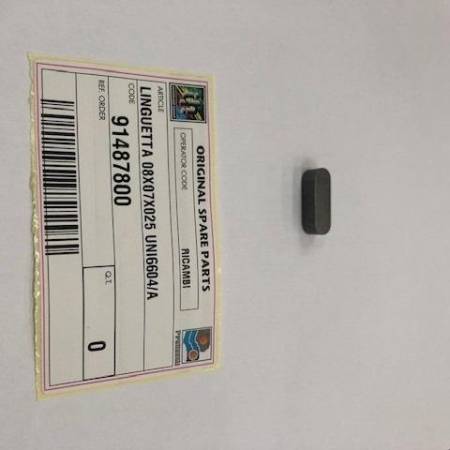 ORIGINAL SPARE PARTS
OPERATOR CODE
RICAMBI
ARTICLE
LINGUETTA 08X07X025 UNI6604/A
CODE
91487800
REF. ORDER
Q.T.
0